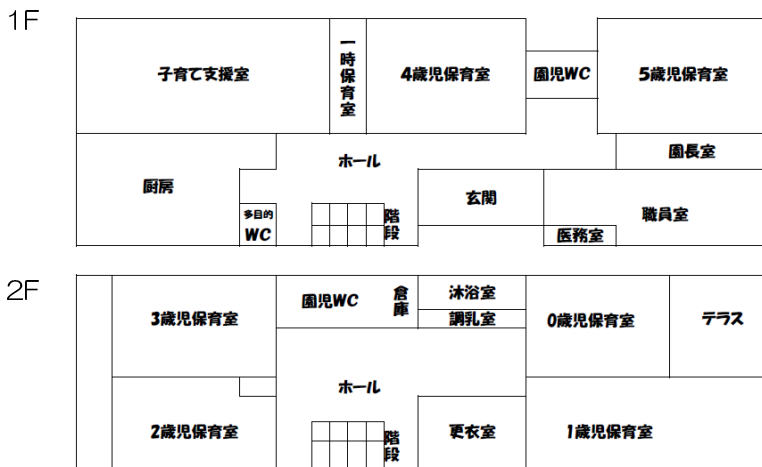 1F
子育て支援室
一時保育室
4歳児保育室
園児WC
5歳児保育室
園長室
ホール
厨房
玄関
職員室
多目的
WC
階段
医務室
2F
3歳児保育室
園児WC
倉庫
沐浴室
調乳室
0歳児保育室
テラス
ホール
2歳児保育室
階段
更衣室
1歳児保育室